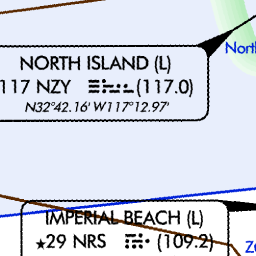 NORTH ISLAND (L)
North
117 NZY (117.0)
N32°42.16' W117°12.97'
IMPERIAL BEACH (L)
★29 NRS (109.2)